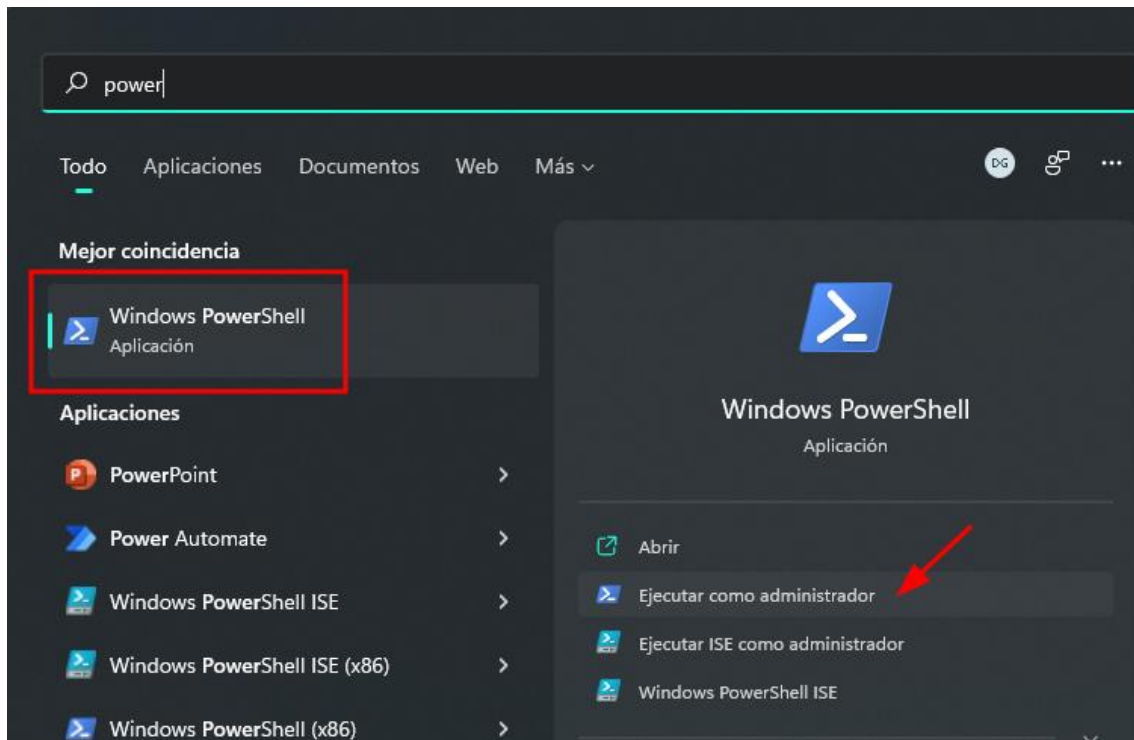 power
Todo Aplicaciones Documentos Web Más
DG
Mejor coincidencia
Windows PowerShell
Aplicación
Aplicaciones
PowerPoint
Power Automate
Windows PowerShell ISE
Windows PowerShell ISE (x86)
Windows PowerShell (x86)
Windows PowerShell
Aplicación
Abrir
Ejecutar como administrador
Ejecutar ISE como administrador
Windows PowerShell ISE